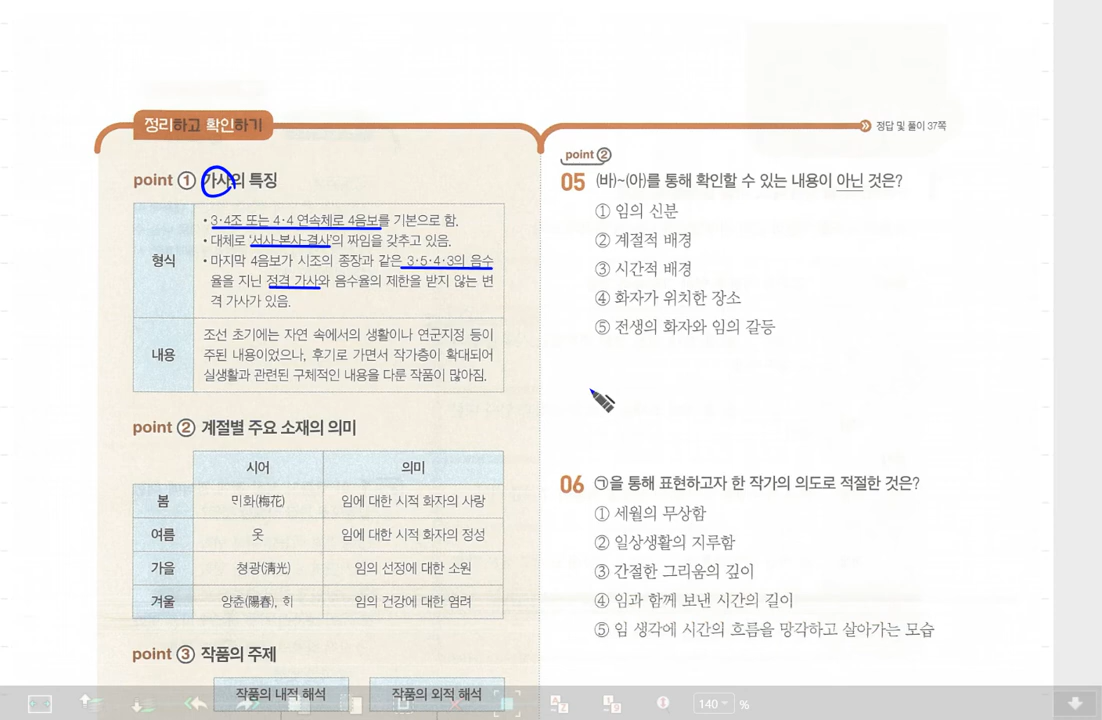 정리하고 확인하기
정답 및 풀이 37쪽
point ① 가사의 특징
형식
• 3·4조 또는 4·4 연속체로 4음보를 기본으로 함.
• 대체로 '서사-본사-결사'의 짜임을 갖추고 있음.
• 마지막 4음보가 시조의 종장과 같은 3·5·4·3의 음수
율을 지닌 정격 가사와 음수율의 제한을 받지 않는 변
격 가사가 있음.
내용
조선 초기에는 자연 속에서의 생활이나 연군지정 등이
주된 내용이었으나, 후기로 가면서 작가층이 확대되어
실생활과 관련된 구체적인 내용을 다룬 작품이 많아짐.
point ② 계절별 주요 소재의 의미
시어 의미
봄 ᄆᆡ화(梅花) 임에 대한 시적 화자의 사랑
여름 옷 임에 대한 시적 화자의 정성
가을 쳥광(淸光) 임의 선정에 대한 소원
겨울 양츈(陽春), ᄒᆡ 임의 건강에 대한 염려
point ③ 작품의 주제
작품의 내적 해석 작품의 외적 해석
point ②
05 (바)~(아)를 통해 확인할 수 있는 내용이 아닌 것은?
① 임의 신분
② 계절적 배경
③ 시간적 배경
④ 화자가 위치한 장소
⑤ 전생의 화자와 임의 갈등
06 ㉠을 통해 표현하고자 한 작가의 의도로 적절한 것은?
① 세월의 무상함
② 일상생활의 지루함
③ 간절한 그리움의 깊이
④ 임과 함께 보낸 시간의 길이
⑤ 임 생각에 시간의 흐름을 망각하고 살아가는 모습
140 %